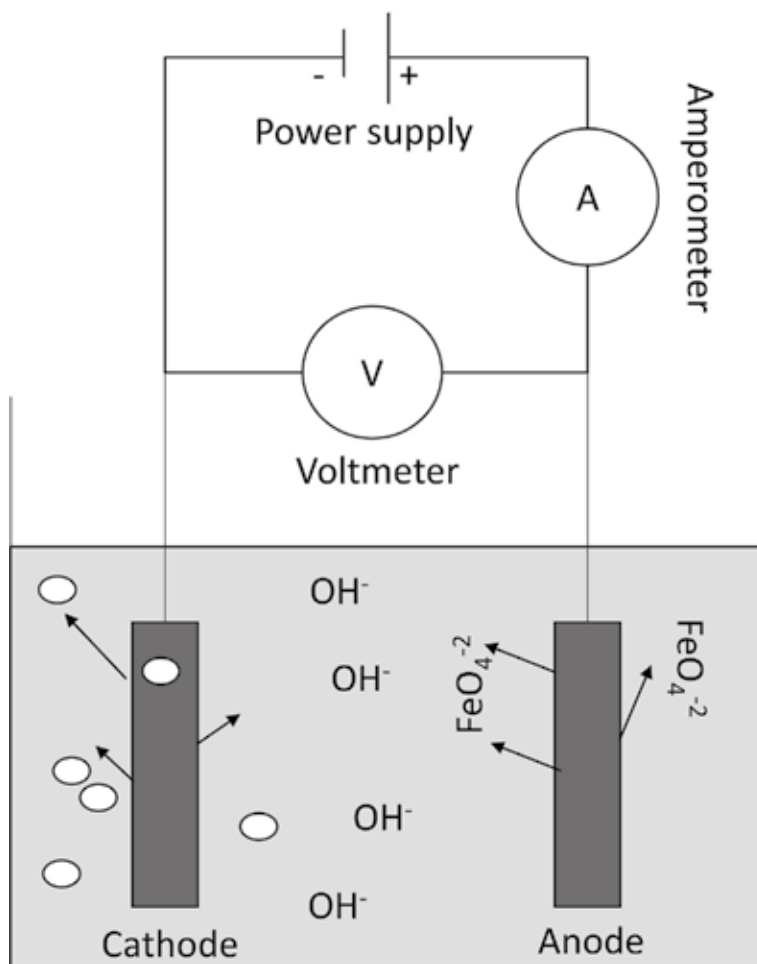 - +
Power supply
A
Amperometer
V
Voltmeter
OH⁻
OH⁻
FeO₄⁻²
FeO₄⁻²
OH⁻
OH⁻
Cathode
Anode